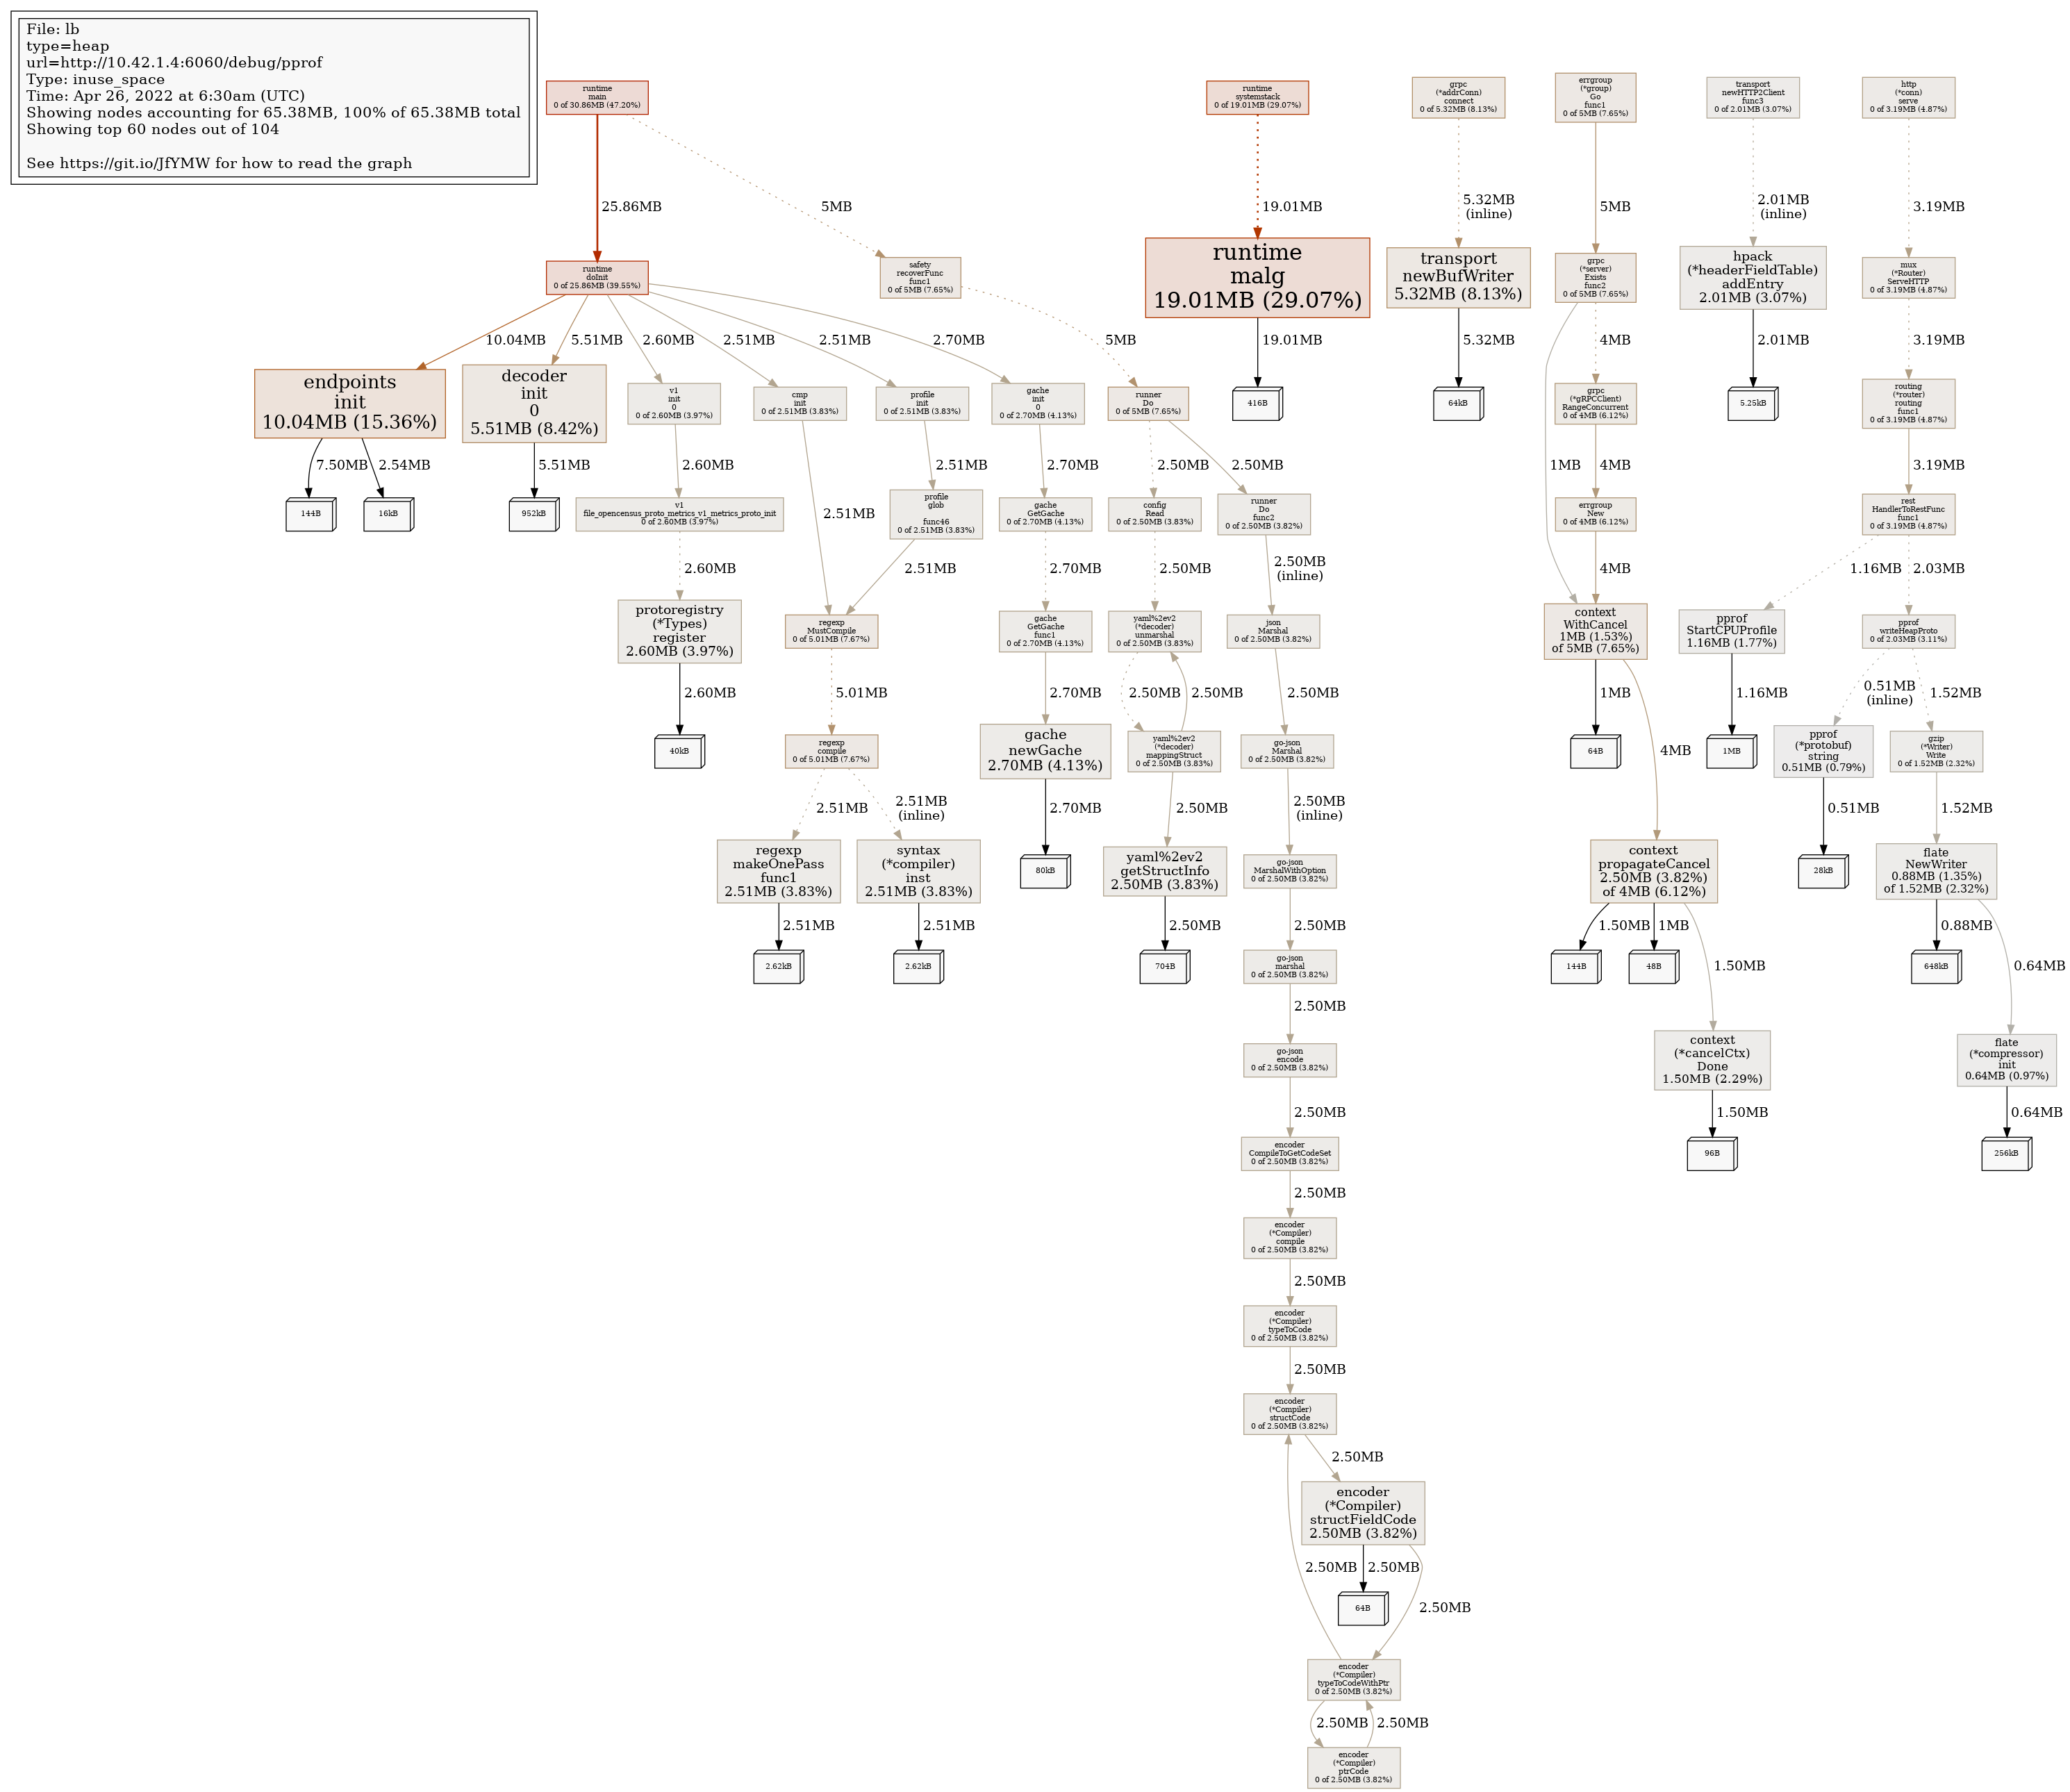 File: lb
type=heap
url=http://10.42.1.4:6060/debug/pprof
Type: inuse_space
Time: Apr 26, 2022 at 6:30am (UTC)
Showing nodes accounting for 65.38MB, 100% of 65.38MB total
Showing top 60 nodes out of 104
See https://git.io/JfYMW for how to read the graph
runtime
main
0 of 30.86MB (47.20%)
runtime
systemstack
0 of 19.01MB (29.07%)
grpc
(*addrConn)
connect
0 of 5.32MB (8.13%)
errgroup
(*group)
Go
func1
0 of 5MB (7.65%)
transport
newHTTP2Client
func3
0 of 2.01MB (3.07%)
http
(*conn)
serve
0 of 3.19MB (4.87%)
25.86MB
5MB
19.01MB
5.32MB
(inline)
5MB
2.01MB
(inline)
3.19MB
runtime
doInit
0 of 25.86MB (39.55%)
safety
recoverFunc
func1
0 of 5MB (7.65%)
runtime
malg
19.01MB (29.07%)
transport
newBufWriter
5.32MB (8.13%)
grpc
(*server)
Exists
func2
0 of 5MB (7.65%)
hpack
(*headerFieldTable)
addEntry
2.01MB (3.07%)
mux
(*Router)
ServeHTTP
0 of 3.19MB (4.87%)
10.04MB
5.51MB
2.60MB
2.51MB
2.51MB
2.70MB
5MB
19.01MB
5.32MB
4MB
2.01MB
3.19MB
endpoints
init
10.04MB (15.36%)
decoder
init
0
5.51MB (8.42%)
v1
init
0
0 of 2.60MB (3.97%)
cmp
init
0 of 2.51MB (3.83%)
profile
init
0 of 2.51MB (3.83%)
gache
init
0
0 of 2.70MB (4.13%)
runner
Do
0 of 5MB (7.65%)
416B
64kB
grpc
(*gRPCClient)
RangeConcurrent
0 of 4MB (6.12%)
5.25kB
routing
(*router)
routing
func1
0 of 3.19MB (4.87%)
7.50MB
2.54MB
5.51MB
2.60MB
2.51MB
2.51MB
2.70MB
2.50MB
2.50MB
1MB
4MB
3.19MB
144B
16kB
952kB
v1
file_opencensus_proto_metrics_v1_metrics_proto_init
0 of 2.60MB (3.97%)
profile
glob

func46
0 of 2.51MB (3.83%)
gache
GetGache
0 of 2.70MB (4.13%)
config
Read
0 of 2.50MB (3.83%)
runner
Do
func2
0 of 2.50MB (3.82%)
errgroup
New
0 of 4MB (6.12%)
rest
HandlerToRestFunc
func1
0 of 3.19MB (4.87%)
2.60MB
2.51MB
2.70MB
2.50MB
2.50MB
(inline)
4MB
1.16MB
2.03MB
protoregistry
(*Types)
register
2.60MB (3.97%)
regexp
MustCompile
0 of 5.01MB (7.67%)
gache
GetGache
func1
0 of 2.70MB (4.13%)
yaml%2ev2
(*decoder)
unmarshal
0 of 2.50MB (3.83%)
json
Marshal
0 of 2.50MB (3.82%)
context
WithCancel
1MB (1.53%)
of 5MB (7.65%)
pprof
StartCPUProfile
1.16MB (1.77%)
pprof
writeHeapProto
0 of 2.03MB (3.11%)
2.60MB
5.01MB
2.70MB
2.50MB
2.50MB
2.50MB
1MB
4MB
1.16MB
0.51MB
(inline)
1.52MB
40kB
regexp
compile
0 of 5.01MB (7.67%)
gache
newGache
2.70MB (4.13%)
yaml%2ev2
(*decoder)
mappingStruct
0 of 2.50MB (3.83%)
go-json
Marshal
0 of 2.50MB (3.82%)
64B
1MB
pprof
(*protobuf)
string
0.51MB (0.79%)
gzip
(*Writer)
Write
0 of 1.52MB (2.32%)
2.51MB
2.51MB
(inline)
2.70MB
2.50MB
2.50MB
(inline)
0.51MB
1.52MB
regexp
makeOnePass
func1
2.51MB (3.83%)
syntax
(*compiler)
inst
2.51MB (3.83%)
80kB
yaml%2ev2
getStructInfo
2.50MB (3.83%)
go-json
MarshalWithOption
0 of 2.50MB (3.82%)
context
propagateCancel
2.50MB (3.82%)
of 4MB (6.12%)
28kB
flate
NewWriter
0.88MB (1.35%)
of 1.52MB (2.32%)
2.51MB
2.51MB
2.50MB
2.50MB
1.50MB
1MB
1.50MB
0.88MB
0.64MB
2.62kB
2.62kB
704B
go-json
marshal
0 of 2.50MB (3.82%)
144B
48B
648kB
2.50MB
go-json
encode
0 of 2.50MB (3.82%)
context
(*cancelCtx)
Done
1.50MB (2.29%)
flate
(*compressor)
init
0.64MB (0.97%)
2.50MB
1.50MB
0.64MB
encoder
CompileToGetCodeSet
0 of 2.50MB (3.82%)
96B
256kB
2.50MB
encoder
(*Compiler)
compile
0 of 2.50MB (3.82%)
2.50MB
encoder
(*Compiler)
typeToCode
0 of 2.50MB (3.82%)
2.50MB
encoder
(*Compiler)
structCode
0 of 2.50MB (3.82%)
2.50MB
encoder
(*Compiler)
structFieldCode
2.50MB (3.82%)
2.50MB
2.50MB
64B
2.50MB
encoder
(*Compiler)
typeToCodeWithPtr
0 of 2.50MB (3.82%)
2.50MB
2.50MB
encoder
(*Compiler)
ptrCode
0 of 2.50MB (3.82%)